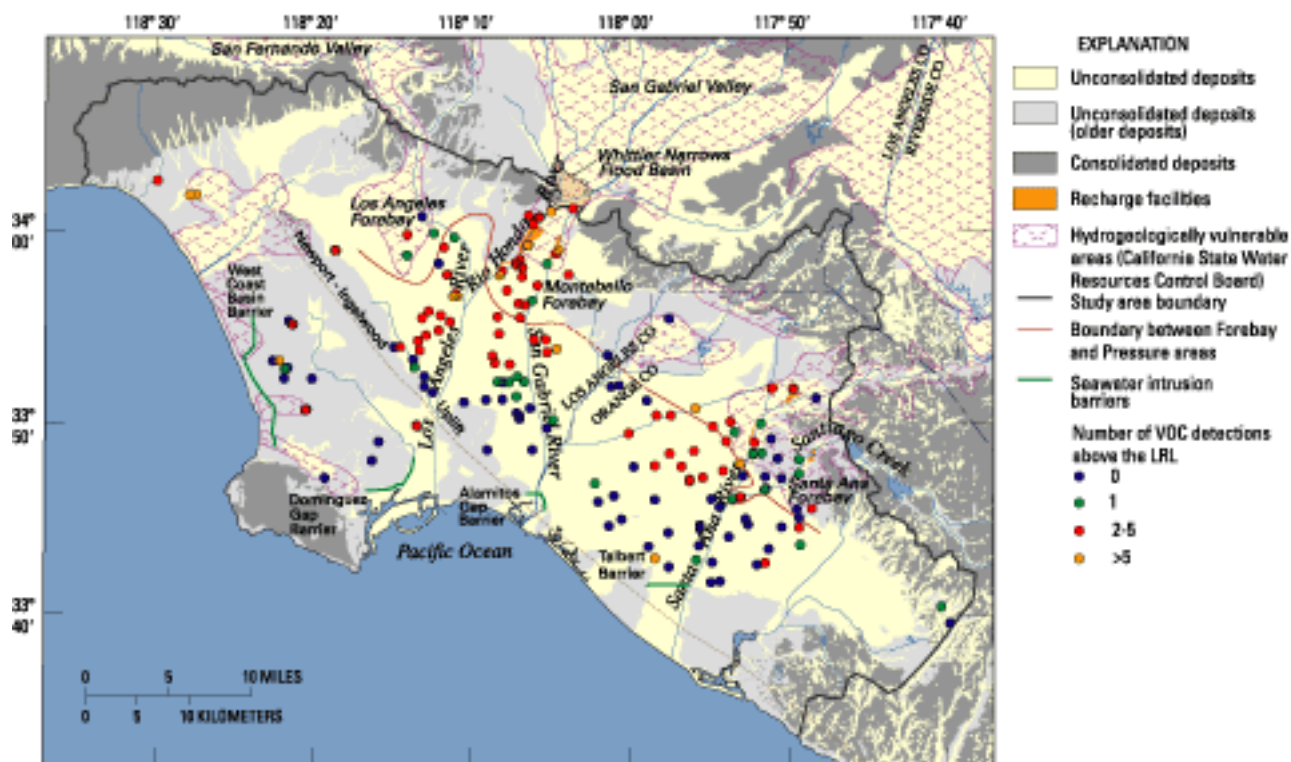 118° 30' 118° 20' 118° 10' 118° 00' 117° 50' 117° 40'
San Fernando Valley
San Gabriel Valley
LOS ANGELES CO
RIVERSIDE CO
Whittier Narrows
Flood Basin
Los Angeles
Forebay
Rio Hondo
River
River
34°
00'
Newport - Inglewood
West
Coast
Basin
Barrier
Montebello
Forebay
Los Angeles
Uplift
San Gabriel River
LOS ANGELES CO
ORANGE CO
33°
50'
Santiago Creek
Santa Ana
Forebay
Dominguez
Gap
Barrier
Alamitos
Gap
Barrier
Pacific Ocean
Talbert
Barrier
Santa Ana River
33°
40'
0 5 10 MILES
0 5 10 KILOMETERS
EXPLANATION
Unconsolidated deposits
Unconsolidated deposits
(older deposits)
Consolidated deposits
Recharge facilities
Hydrogeologically vulnerable
areas (California State Water
Resources Control Board)
Study area boundary
Boundary between Forebay
and Pressure areas
Seawater intrusion
barriers
Number of VOC detections
above the LRL
0
1
2-5
>5